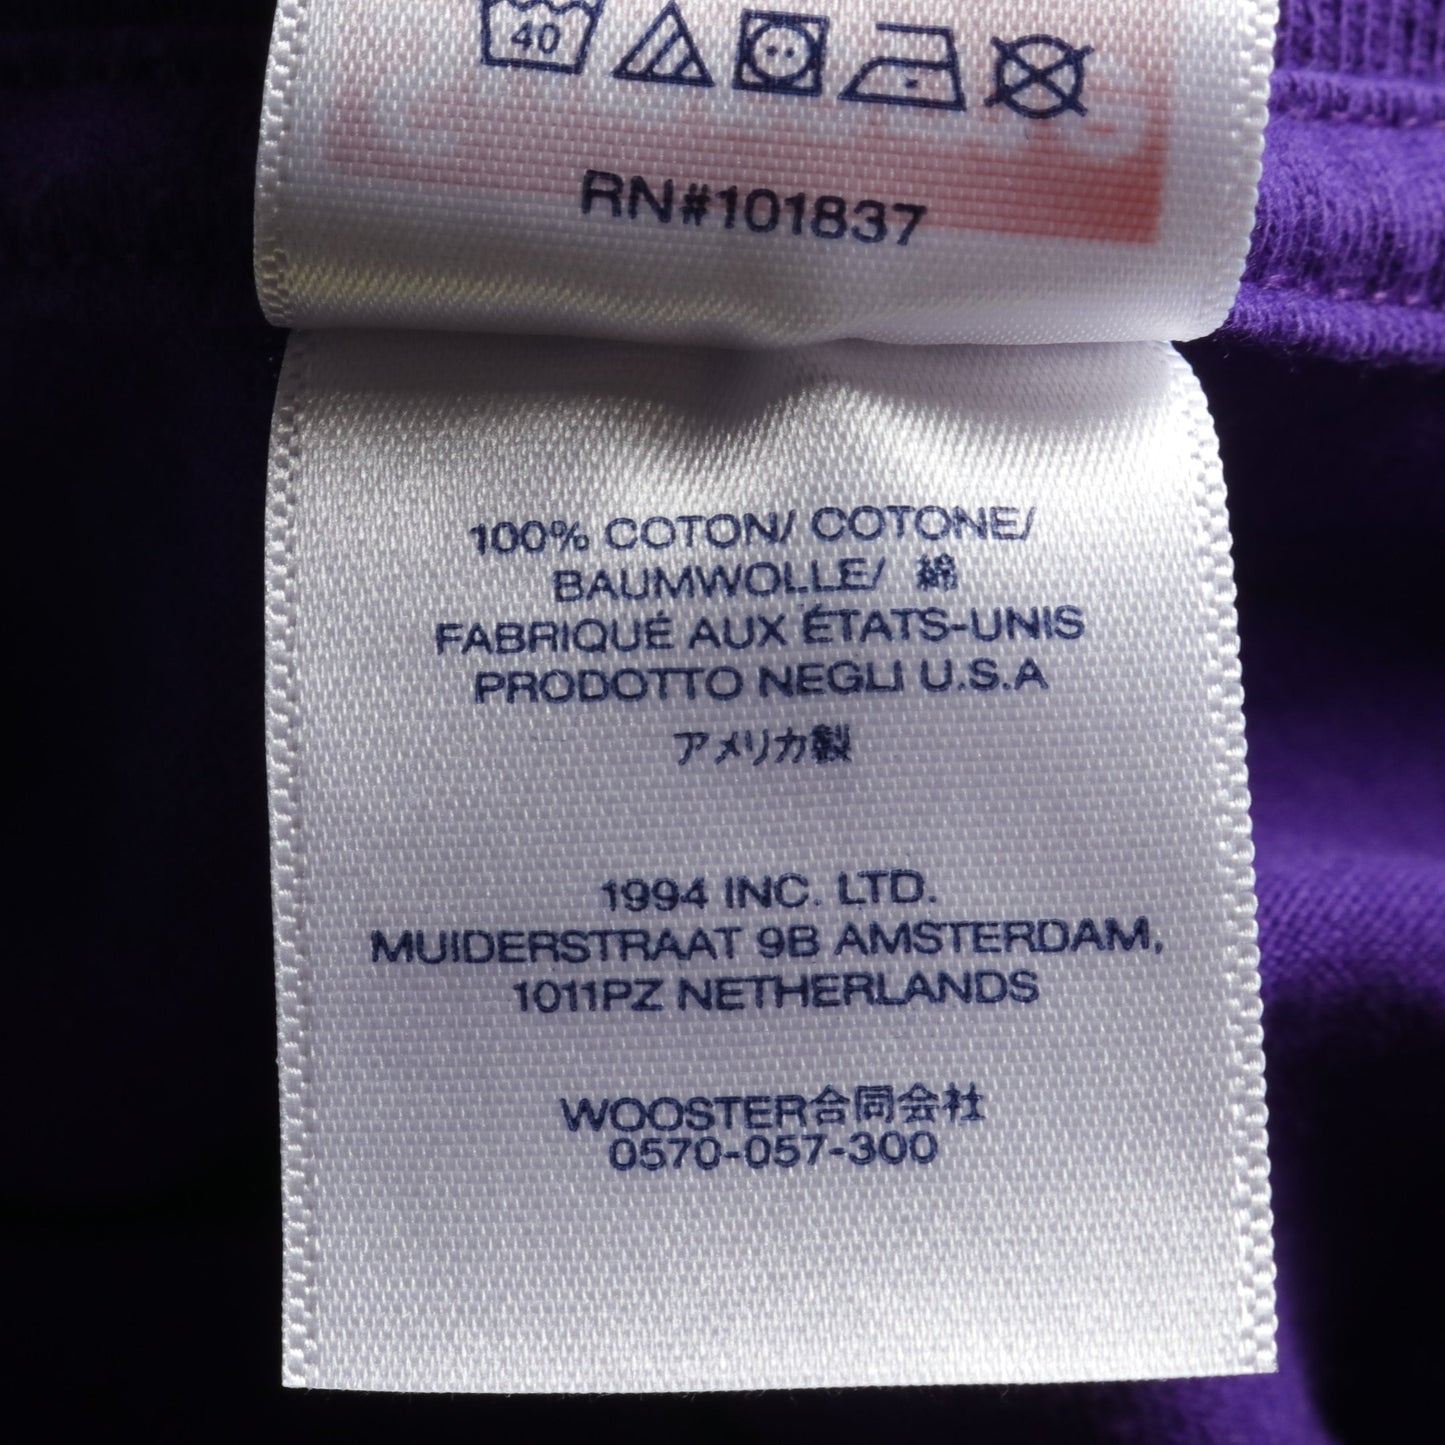 40
RN#101837
100% COTON/ COTONE/
BAUMWOLLE/ 綿
FABRIQUÉ AUX ÉTATS-UNIS
PRODOTTO NEGLI U.S.A
アメリカ製
1994 INC. LTD.
MUIDERSTRAAT 9B AMSTERDAM,
1011PZ NETHERLANDS
WOOSTER合同会社
0570-057-300